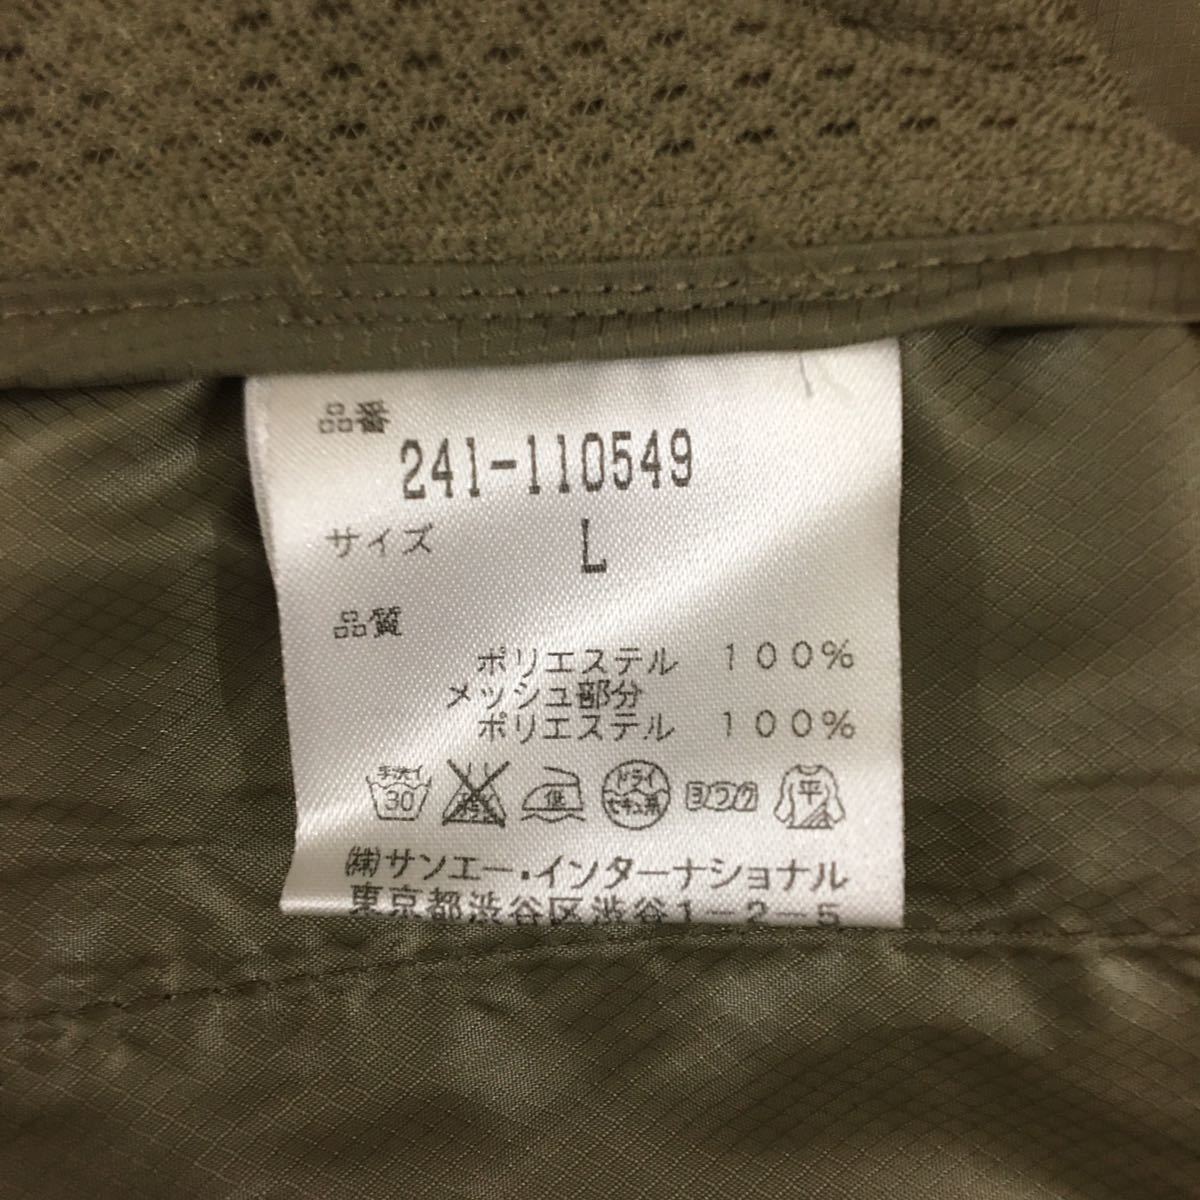 品番
241-110549
サイズ L
品質
ポリエステル 100%
メッシュ部分
ポリエステル 100%
手洗イ 30 低 ドライ セキュ系 ヨワク 平
㈱サンエー・インターナショナル
東京都渋谷区渋谷1-2-5